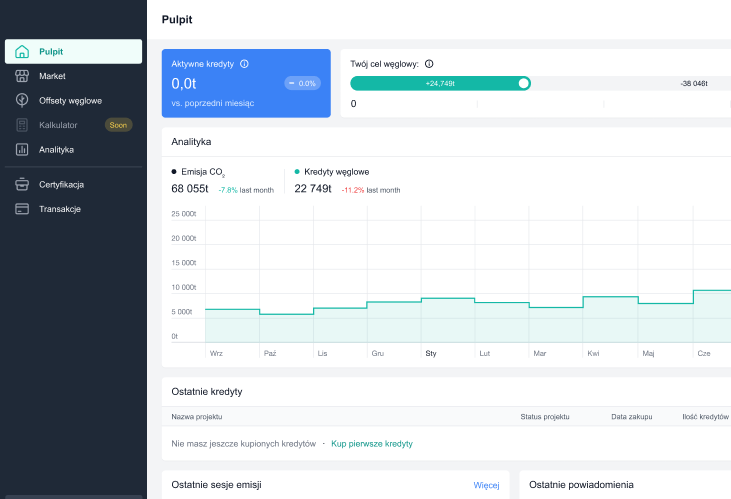 Pulpit
Pulpit
Market
Offsety węglowe
Kalkulator Soon
Analityka
Certyfikacja
Transakcje
Aktywne kredyty
0,0t
0.0%
vs. poprzedni miesiąc
Twój cel węglowy:
+24,749t
-38 046t
0
Analityka
Emisja CO2
68 055t -7.8% last month
Kredyty węglowe
22 749t -11,2% last month
25 000t
20 000t
15 000t
10 000t
5 000t
0t
Wrz Paź Lis Gru Sty Lut Mar Kwi Maj Cze
Ostatnie kredyty
Nazwa projektu Status projektu Data zakupu Ilość kredytów
Nie masz jeszcze kupionych kredytów · Kup pierwsze kredyty
Ostatnie sesje emisji Więcej
Ostatnie powiadomienia